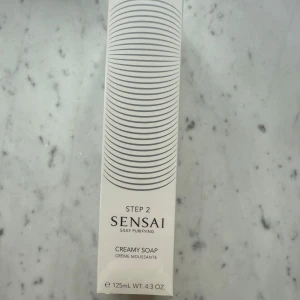 STEP 2
SENSAI
SILKY PURIFYING
CREAMY SOAP
CRÈME MOUSSANTE
℮ 125mL WT. 4.3 OZ.